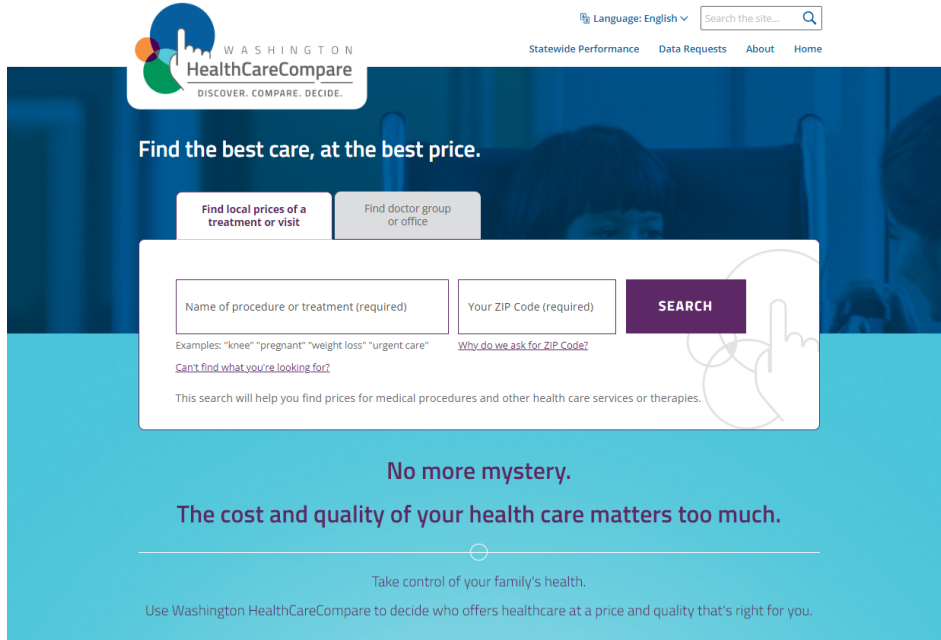 Language: English
Search the site...
WASHINGTON
HealthCareCompare
DISCOVER. COMPARE. DECIDE.
Statewide Performance Data Requests About Home
Find the best care, at the best price.
Find local prices of a
treatment or visit
Find doctor group
or office
Name of procedure or treatment (required)
Your ZIP Code (required)
SEARCH
Examples: "knee" "pregnant" "weight loss" "urgent care"
Why do we ask for ZIP Code?
Can't find what you're looking for?
This search will help you find prices for medical procedures and other health care services or therapies.
No more mystery.
The cost and quality of your health care matters too much.
Take control of your family's health.
Use Washington HealthCareCompare to decide who offers healthcare at a price and quality that's right for you.